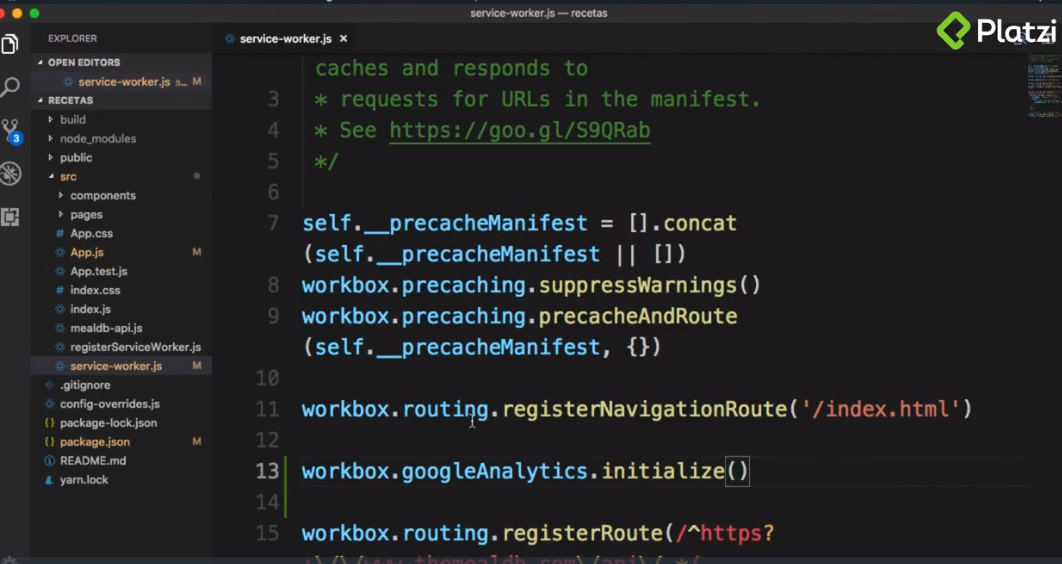 service-worker.js — recetas
Platzi
EXPLORER
OPEN EDITORS
service-worker.js s... M
RECETAS
build
node_modules
public
src
components
pages
App.css
App.js M
App.test.js
index.css
index.js
mealdb-api.js
registerServiceWorker.js
service-worker.js M
.gitignore
config-overrides.js
package-lock.json
package.json M
README.md
yarn.lock
3
service-worker.js ×
caches and responds to
3 * requests for URLs in the manifest.
4 * See https://goo.gl/S9QRab
5 */
6
7 self.__precacheManifest = [].concat
(self.__precacheManifest || [])
8 workbox.precaching.suppressWarnings()
9 workbox.precaching.precacheAndRoute
(self.__precacheManifest, {})
10
11 workbox.routing.registerNavigationRoute('/index.html')
12
13 workbox.googleAnalytics.initialize()
14
15 workbox.routing.registerRoute(/^https?